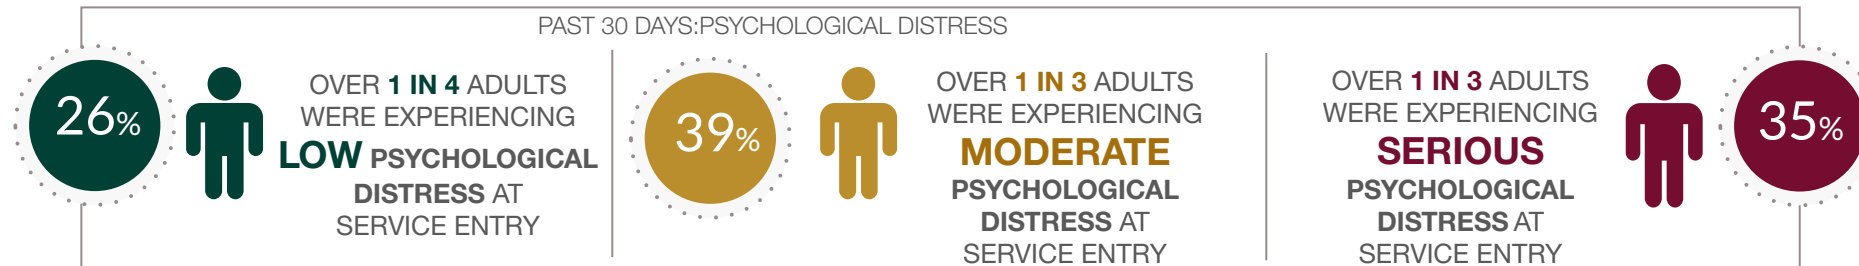 PAST 30 DAYS:PSYCHOLOGICAL DISTRESS
26%
OVER 1 IN 4 ADULTS
WERE EXPERIENCING
LOW PSYCHOLOGICAL
DISTRESS AT
SERVICE ENTRY
39%
OVER 1 IN 3 ADULTS
WERE EXPERIENCING
MODERATE
PSYCHOLOGICAL
DISTRESS AT
SERVICE ENTRY
OVER 1 IN 3 ADULTS
WERE EXPERIENCING
SERIOUS
PSYCHOLOGICAL
DISTRESS AT
SERVICE ENTRY
35%